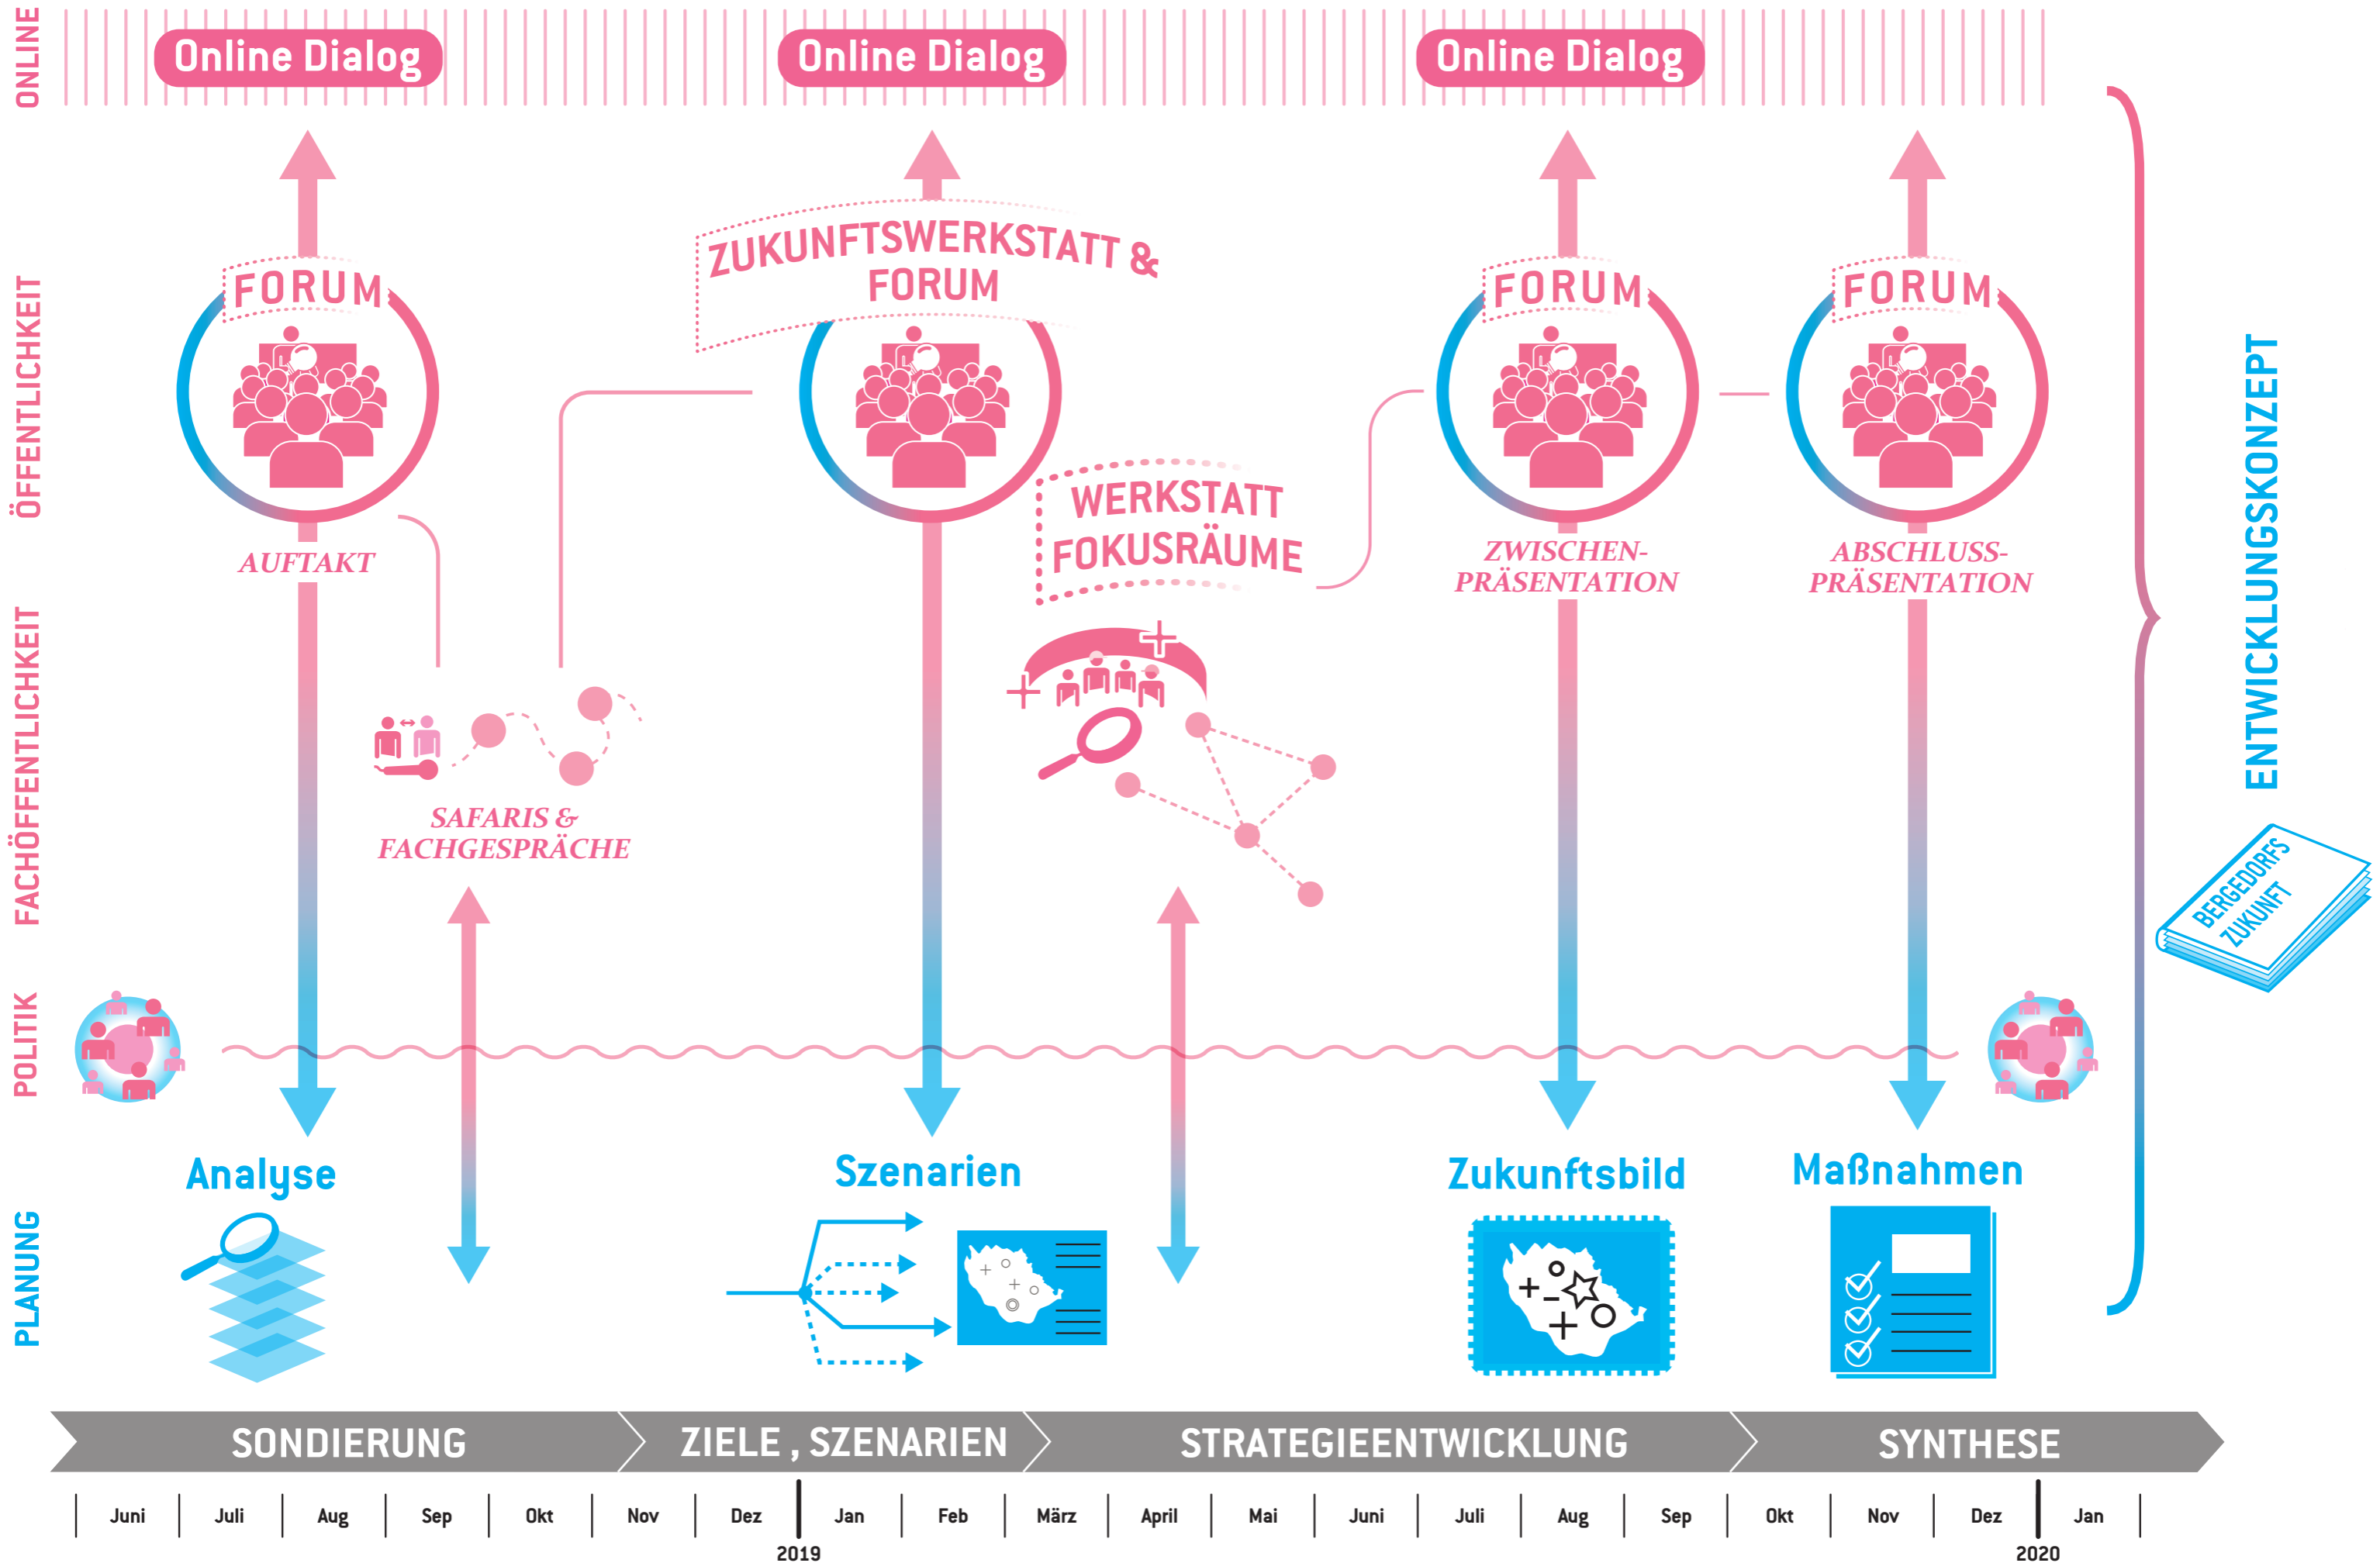 ONLINE
Online Dialog
Online Dialog
Online Dialog
ÖFFENTLICHKEIT
FORUM
ZUKUNFTSWERKSTATT &
FORUM
FORUM
FORUM
AUFTAKT
WERKSTATT
FOKUSRÄUME
ZWISCHEN-
PRÄSENTATION
ABSCHLUSS-
PRÄSENTATION
FACHÖFFENTLICHKEIT
SAFARIS &
FACHGESPRÄCHE
ENTWICKLUNGSKONZEPT
BERGEDORFS
ZUKUNFT
POLITIK
PLANUNG
Analyse
Szenarien
Zukunftsbild
Maßnahmen
SONDIERUNG
ZIELE , SZENARIEN
STRATEGIEENTWICKLUNG
SYNTHESE
Juni Juli Aug Sep Okt Nov Dez Jan Feb März April Mai Juni Juli Aug Sep Okt Nov Dez Jan
2019 2020